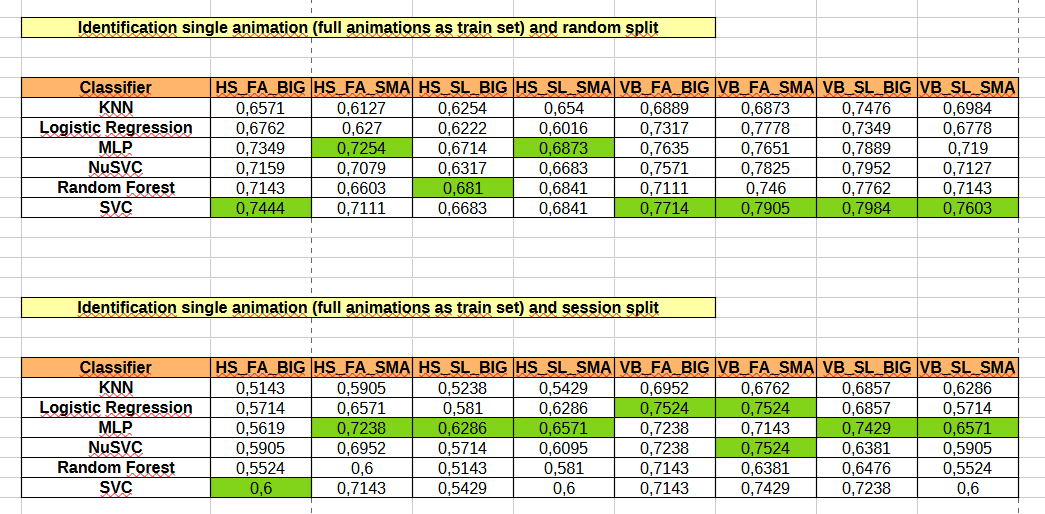 Identification single animation (full animations as train set) and random split
Classifier HS_FA_BIG HS_FA_SMA HS_SL_BIG HS_SL_SMA VB_FA_BIG VB_FA_SMA VB_SL_BIG VB_SL_SMA
KNN 0,6571 0,6127 0,6254 0,654 0,6889 0,6873 0,7476 0,6984
Logistic Regression 0,6762 0,627 0,6222 0,6016 0,7317 0,7778 0,7349 0,6778
MLP 0,7349 0,7254 0,6714 0,6873 0,7635 0,7651 0,7889 0,719
NuSVC 0,7159 0,7079 0,6317 0,6683 0,7571 0,7825 0,7952 0,7127
Random Forest 0,7143 0,6603 0,681 0,6841 0,7111 0,746 0,7762 0,7143
SVC 0,7444 0,7111 0,6683 0,6841 0,7714 0,7905 0,7984 0,7603
Identification single animation (full animations as train set) and session split
Classifier HS_FA_BIG HS_FA_SMA HS_SL_BIG HS_SL_SMA VB_FA_BIG VB_FA_SMA VB_SL_BIG VB_SL_SMA
KNN 0,5143 0,5905 0,5238 0,5429 0,6952 0,6762 0,6857 0,6286
Logistic Regression 0,5714 0,6571 0,581 0,6286 0,7524 0,7524 0,6857 0,5714
MLP 0,5619 0,7238 0,6286 0,6571 0,7238 0,7143 0,7429 0,6571
NuSVC 0,5905 0,6952 0,5714 0,6095 0,7238 0,7524 0,6381 0,5905
Random Forest 0,5524 0,6 0,5143 0,581 0,7143 0,6381 0,6476 0,5524
SVC 0,6 0,7143 0,5429 0,6 0,7143 0,7429 0,7238 0,6